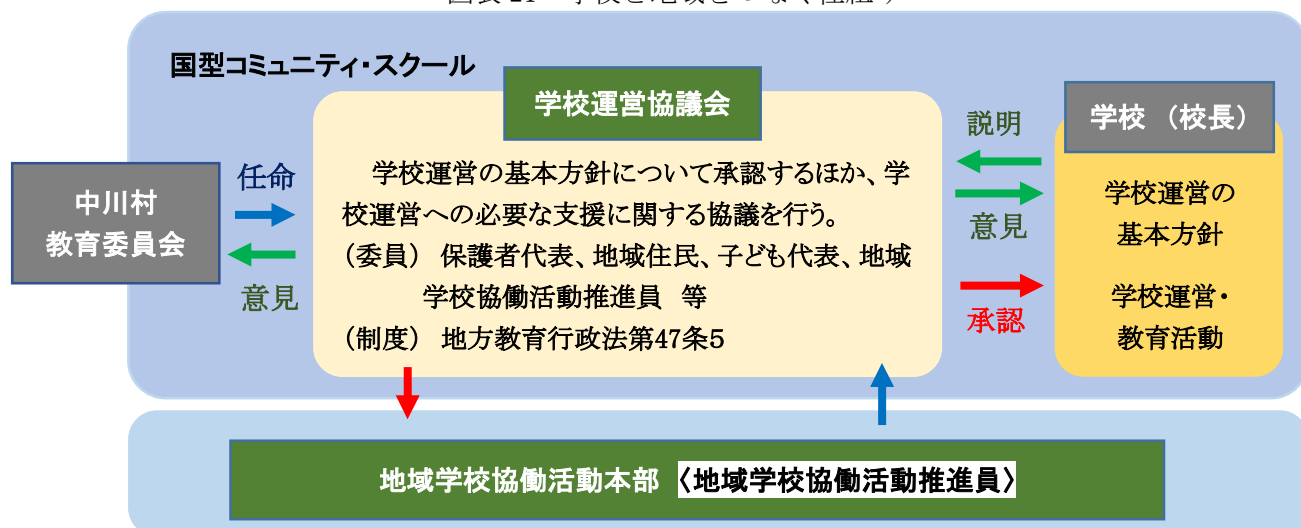 国型コミュニティ・スクール
学校運営協議会
学校運営の基本方針について承認するほか、学
校運営への必要な支援に関する協議を行う。
（委員） 保護者代表、地域住民、子ども代表、地域
学校協働活動推進員 等
（制度） 地方教育行政法第47条5
中川村
教育委員会
任命
意見
説明
意見
承認
学校 （校長）
学校運営の
基本方針
学校運営・
教育活動
地域学校協働活動本部 〈地域学校協働活動推進員〉